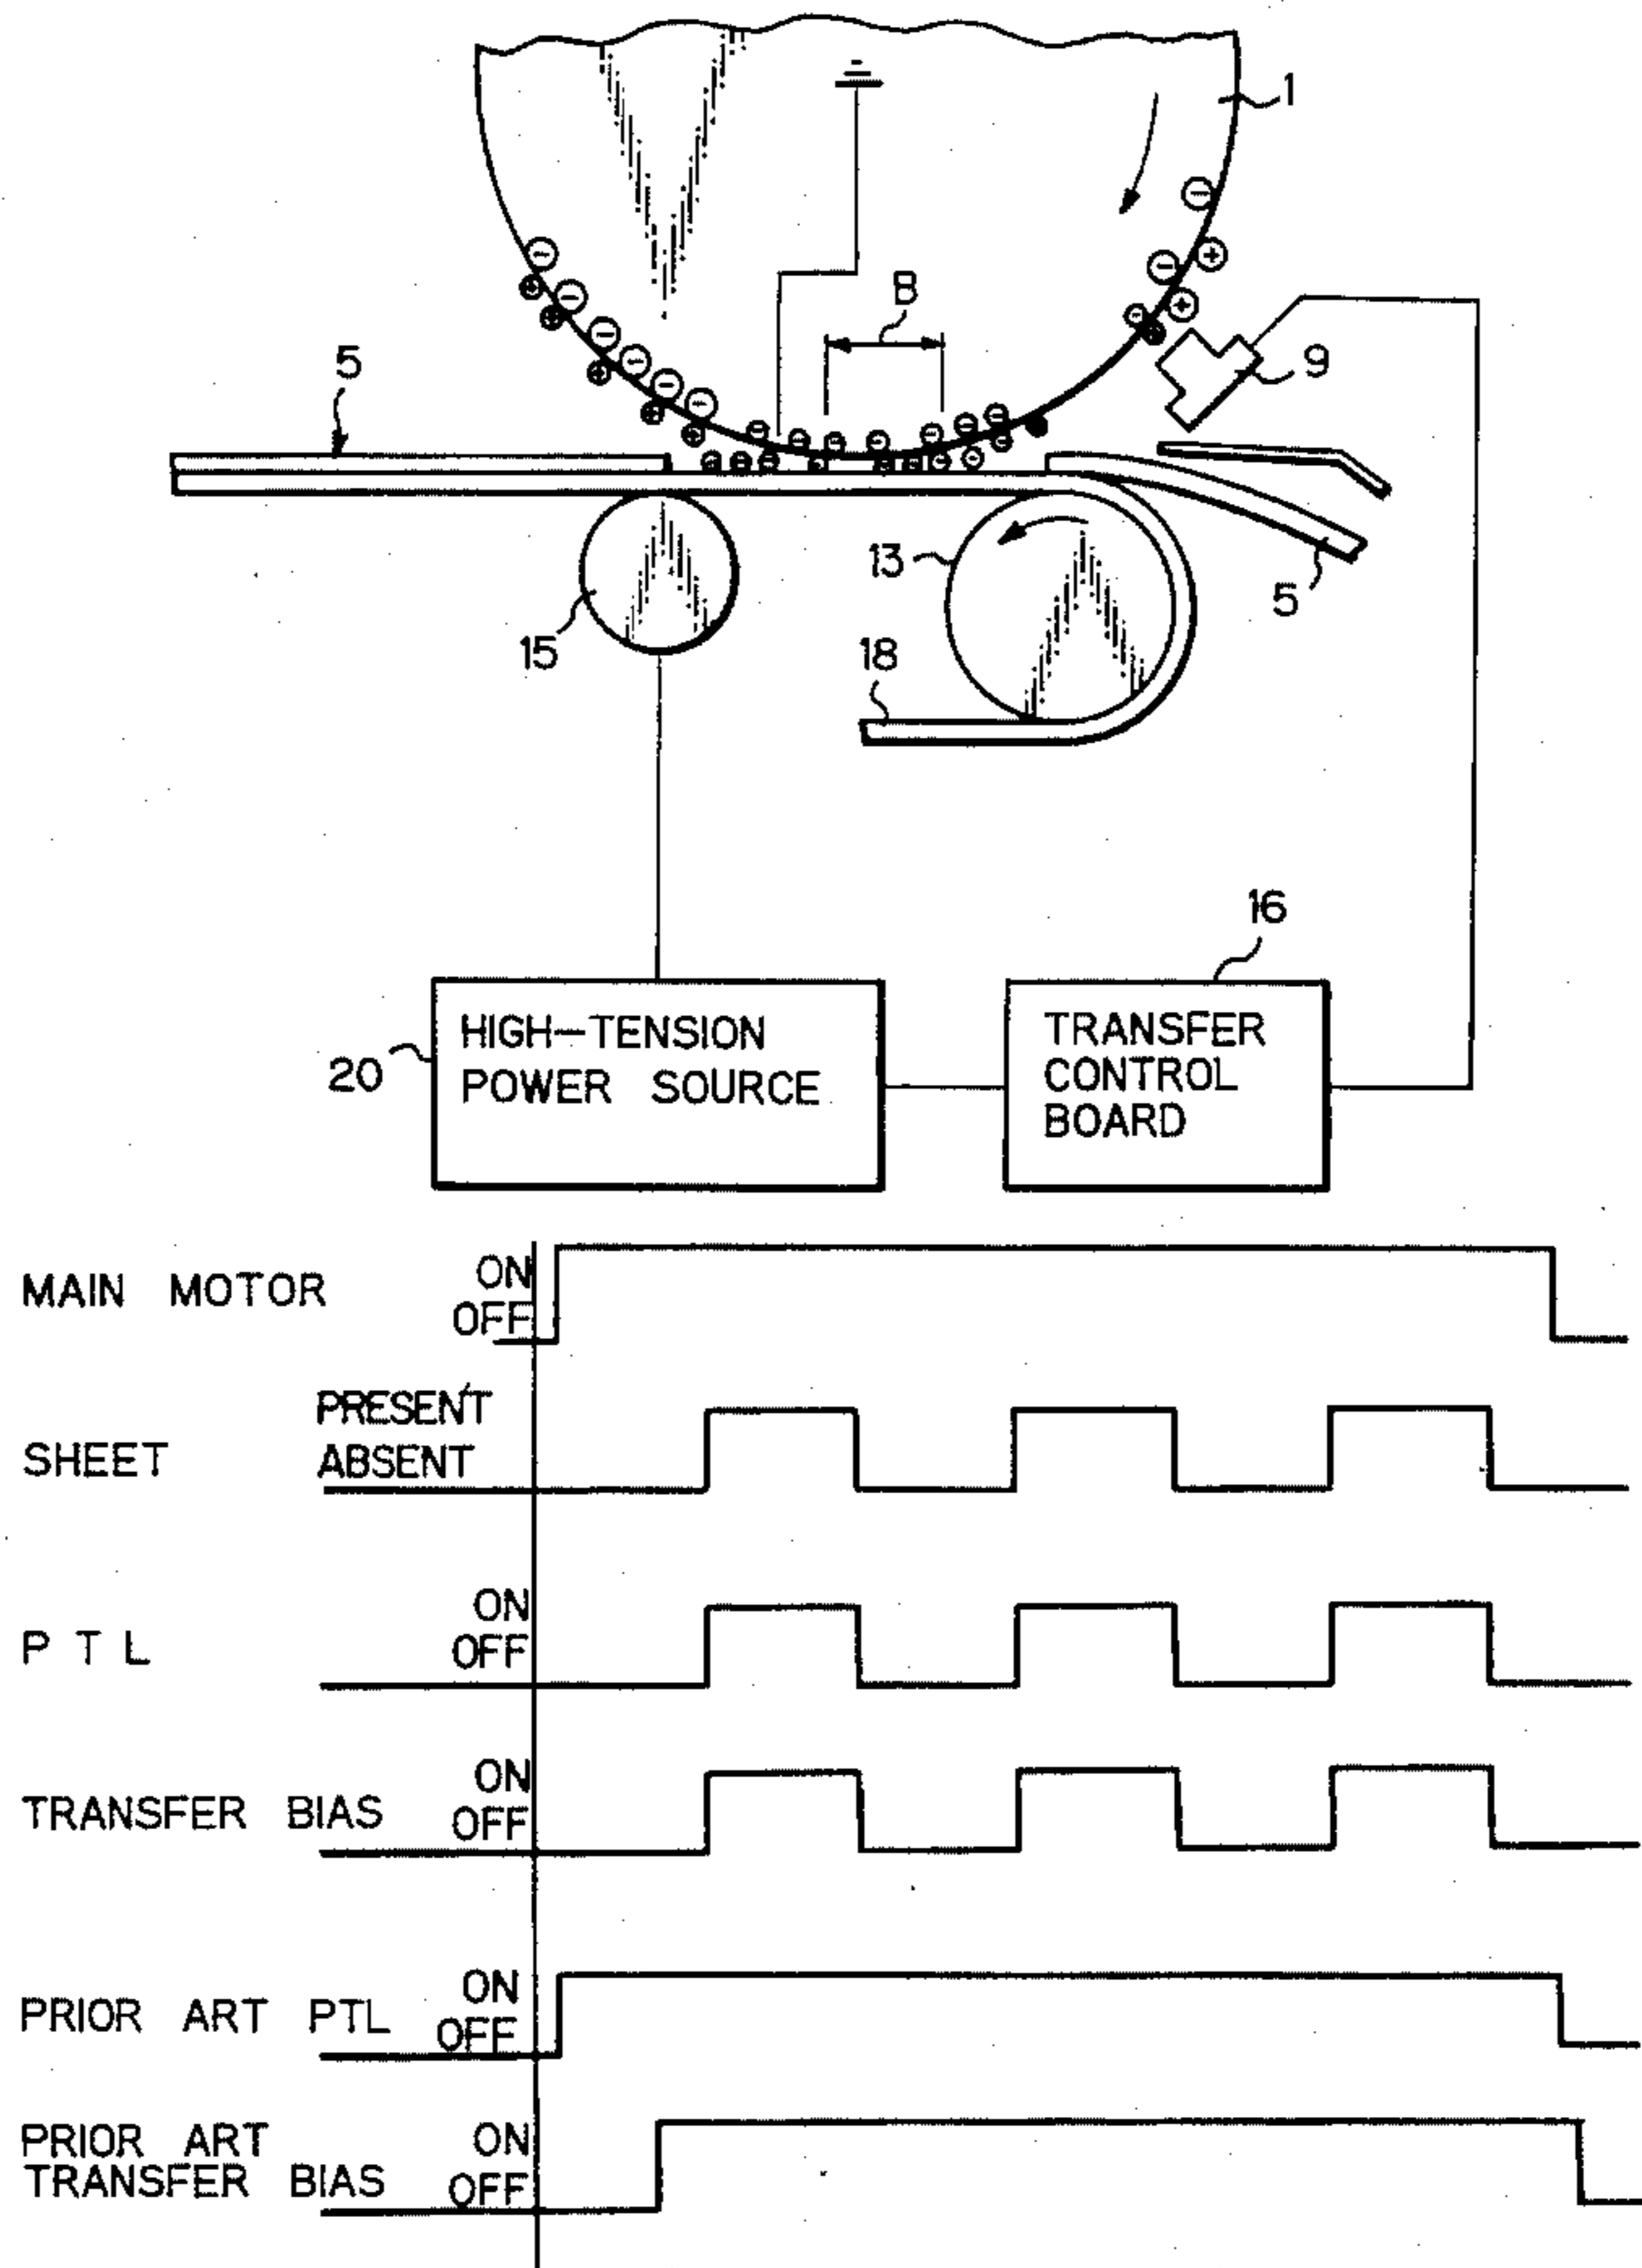 1
B
9
5
13
5
15
18
16
HIGH-TENSION
POWER SOURCE
20
TRANSFER
CONTROL
BOARD
MAIN MOTOR
ON
OFF
SHEET
PRESENT
ABSENT
P T L
ON
OFF
TRANSFER BIAS
ON
OFF
PRIOR ART PTL
ON
OFF
PRIOR ART
TRANSFER BIAS
ON
OFF